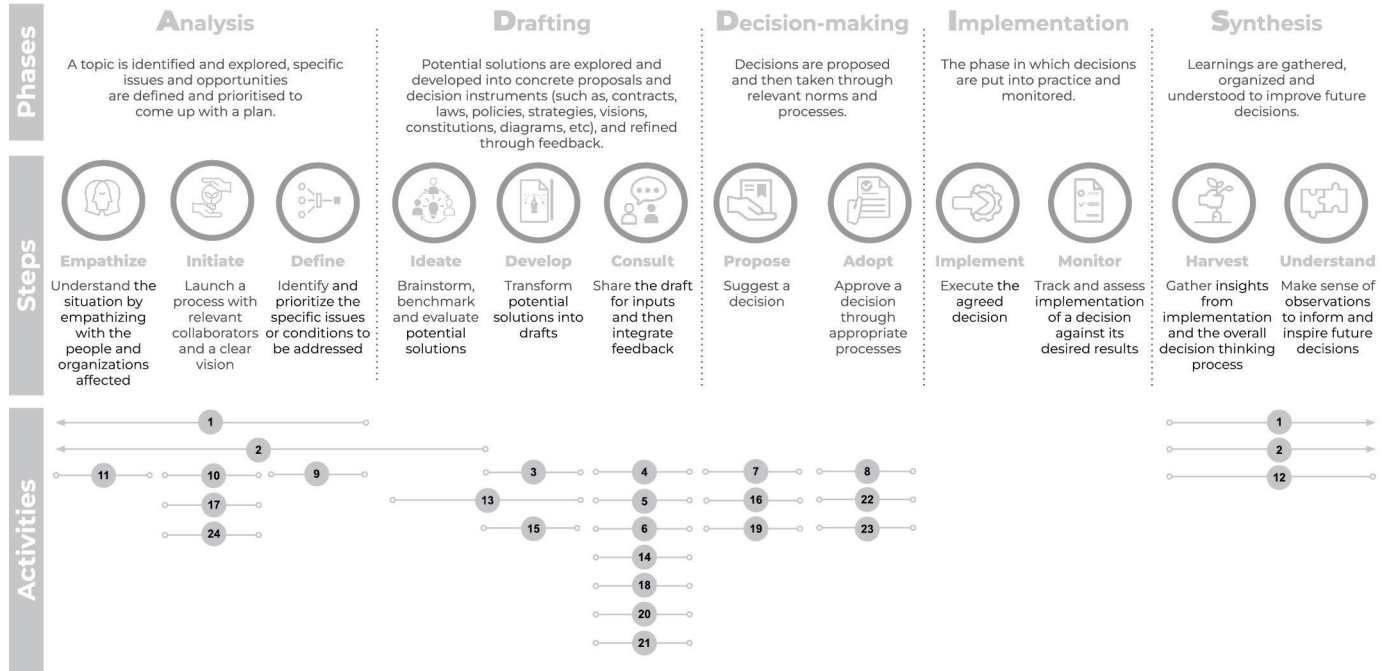 Phases
Analysis
A topic is identified and explored, specific
issues and opportunities
are defined and prioritised to
come up with a plan.
Drafting
Potential solutions are explored and
developed into concrete proposals and
decision instruments (such as, contracts,
laws, policies, strategies, visions,
constitutions, diagrams, etc), and refined
through feedback.
Decision-making
Decisions are proposed
and then taken through
relevant norms and
processes.
Implementation
The phase in which decisions
are put into practice and
monitored.
Synthesis
Learnings are gathered,
organized and
understood to improve future
decisions.
Steps
Empathize
Understand the
situation by
empathizing
with the
people and
organizations
affected
Initiate
Launch a
process with
relevant
collaborators
and a clear
vision
Define
Identify and
prioritize the
specific issues
or conditions to
be addressed
Ideate
Brainstorm,
benchmark
and evaluate
potential
solutions
Develop
Transform
potential
solutions into
drafts
Consult
Share the draft
for inputs
and then
integrate
feedback
Propose
Suggest a
decision
Adopt
Approve a
decision
through
appropriate
processes
Implement
Execute the
agreed
decision
Monitor
Track and assess
implementation
of a decision
against its
desired results
Harvest
Gather insights
from
implementation
and the overall
decision thinking
process
Understand
Make sense of
observations
to inform and
inspire future
decisions
Activities
1 1
2 2
11 10 9 3 4 7 8 12
17 13 5 16 22
24 15 6 19 23
14
18
20
21